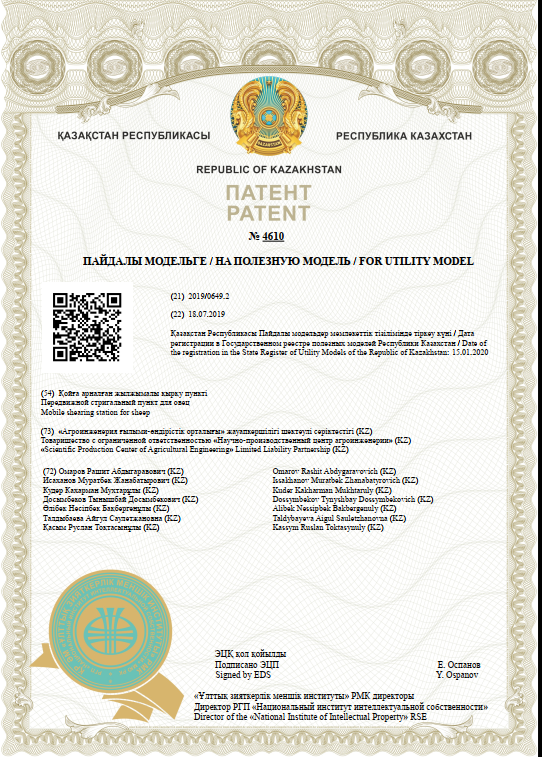 ҚАЗАҚСТАН РЕСПУБЛИКАСЫ
РЕСПУБЛИКА КАЗАХСТАН
REPUBLIC OF KAZAKHSTAN
ПАТЕНТ
PATENT
№ 4610
ПАЙДАЛЫ МОДЕЛЬГЕ / НА ПОЛЕЗНУЮ МОДЕЛЬ / FOR UTILITY MODEL
(21) 2019/0649.2
(22) 18.07.2019
Қазақстан Республикасы Пайдалы модельдер мемлекеттік тізілімінде тіркеу күні / Дата
регистрации в Государственном реестре полезных моделей Республики Казахстан / Date of
the registration in the State Register of Utility Models of the Republic of Kazakhstan: 15.01.2020
(54) Қойға арналған жылжымалы қырқу пункті
Передвижной стригальный пункт для овец
Mobile shearing station for sheep
(73) «Агроинженерия ғылыми-өндірістік орталығы» жауапкершілігі шектеулі серіктестігі (KZ)
Товарищество с ограниченной ответственностью «Научно-производственный центр агроинженерии» (KZ)
«Scientific Production Center of Agricultural Engineering» Limited Liability Partnership (KZ)
(72) Омаров Рашит Абдыгаравович (KZ)
Исаханов Муратбек Жанабатырович (KZ)
Кудер Кахарман Мухтарұлы (KZ)
Досымбеков Тынышбай Досымбекович (KZ)
Әлібек Несіпбек Бакбергенұлы (KZ)
Талдыбаева Айгул Саулетжановна (KZ)
Қасым Руслан Тоқтасынұлы (KZ)
Omarov Rashit Abdygaravovich (KZ)
Issakhanov Muratbek Zhanabatyrovich (KZ)
Kuder Kakharman Mukhtaruly (KZ)
Dossymbekov Tynyshbay Dossymbekovich (KZ)
Alibek Nessipbek Bakbergenuly (KZ)
Taldybayeva Aigul Sauletzhanovna (KZ)
Kassym Ruslan Toktasynuly (KZ)
ЭЦҚ қол қойылды
Подписано ЭЦП
Signed by EDS
Е. Оспанов
Y. Ospanov
«Ұлттық зияткерлік меншік институты» РМК директоры
Директор РГП «Национальный институт интеллектуальной собственности»
Director of the «National Institute of Intellectual Property» RSE